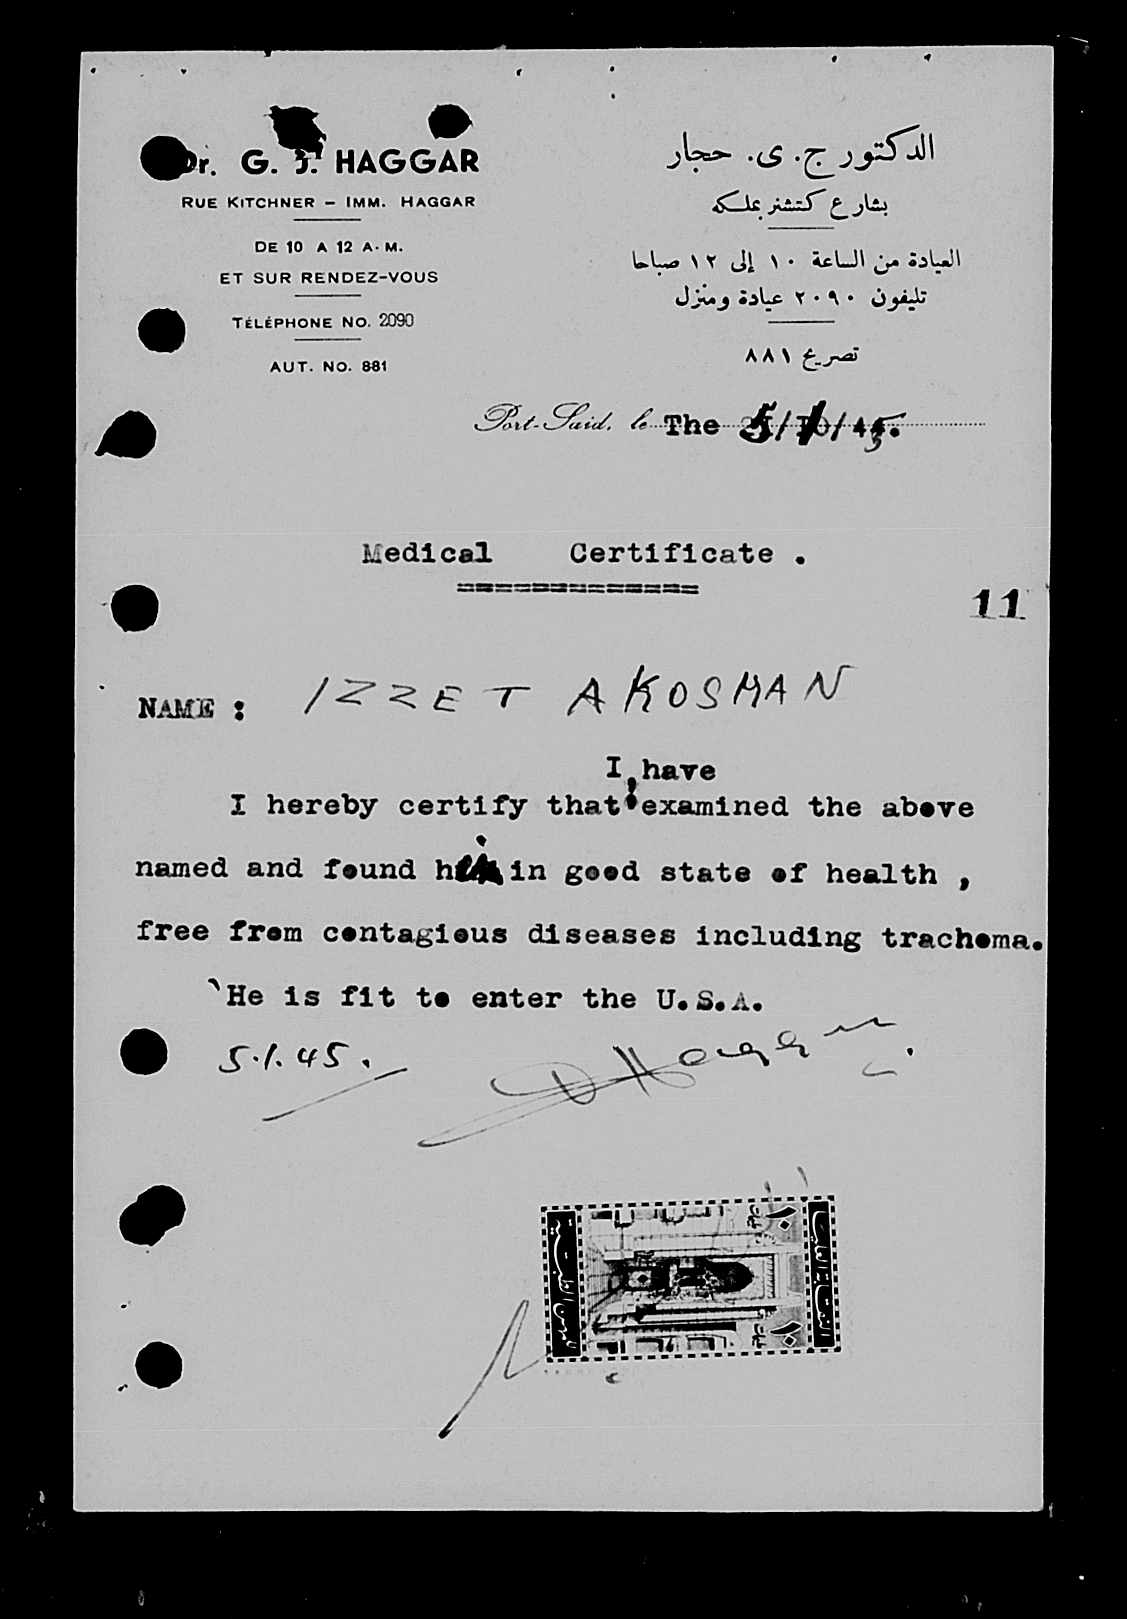 Dr. G. J. HAGGAR
RUE KITCHNER – IMM. HAGGAR
DE 10 A 12 A. M.
ET SUR RENDEZ-VOUS
TÉLÉPHONE NO. 2090
AUT. NO. 881
الدكتور ج. ى. حجار
بشارع كتشنر بملكه
العيادة من الساعة ١٠ إلى ١٢ صباحا
تليفون ٢٠٩٠ عيادة ومنزل
تصريح ٨٨١
Port-Said, le The 5/1/45.
Medical Certificate .
=============
11
NAME : IZZET AKOSMAN
I have
I hereby certify that examined the above
named and found him in good state of health ,
free from contagious diseases including trachoma.
He is fit to enter the U.S.A.
5.1.45.
Haggar
١٠
١٠